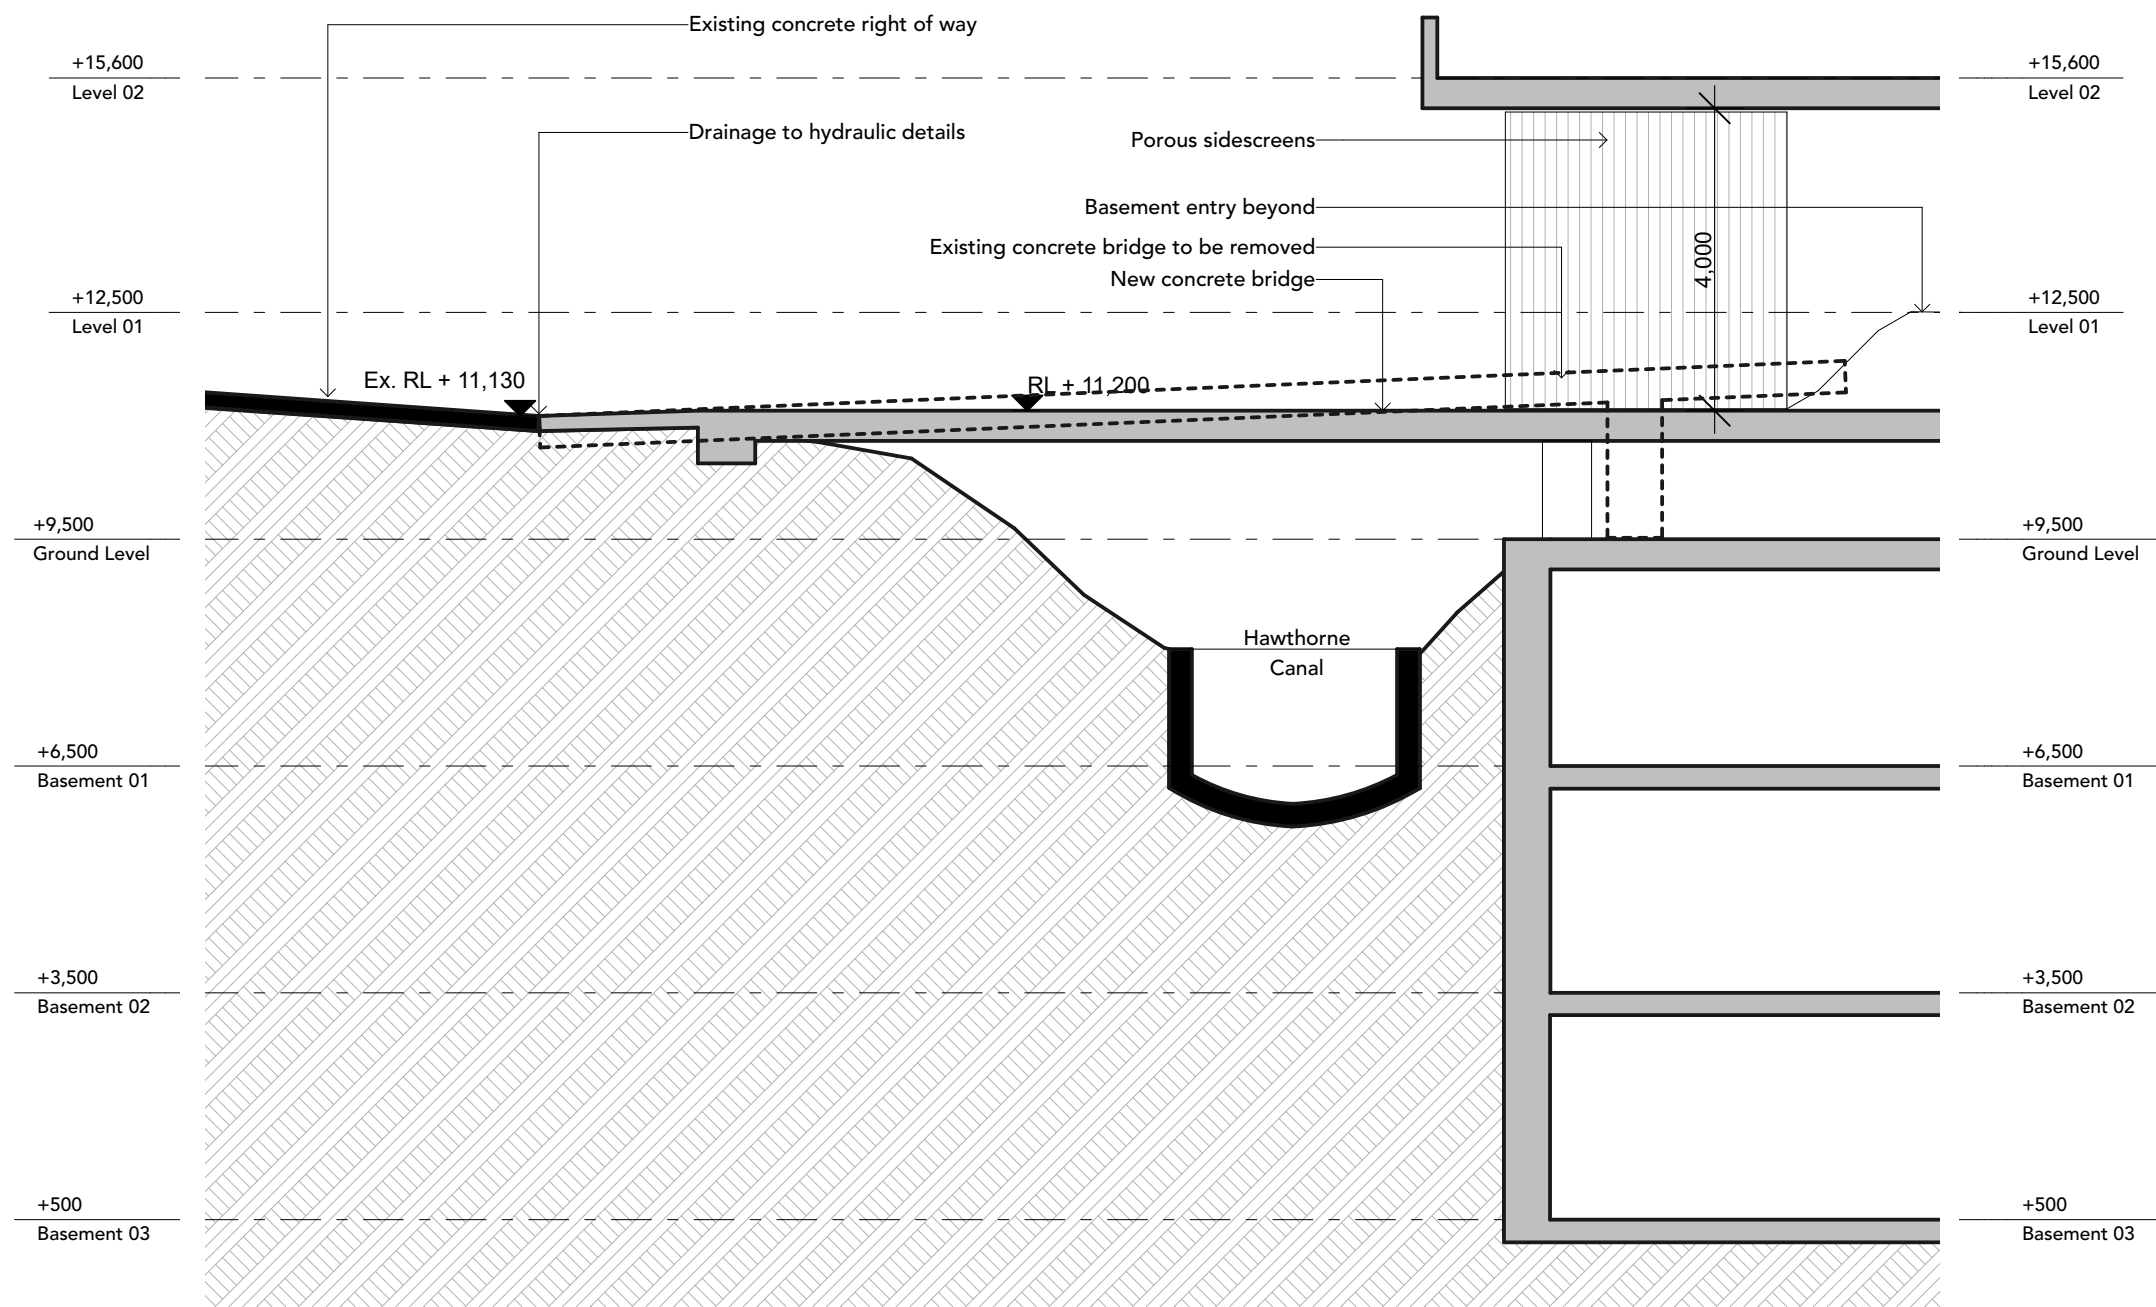 Existing concrete right of way
+15,600
Level 02
+15,600
Level 02
Drainage to hydraulic details
Porous sidescreens
Basement entry beyond
Existing concrete bridge to be removed
New concrete bridge
4,000
+12,500
Level 01
+12,500
Level 01
Ex. RL + 11,130
RL + 11,200
+9,500
Ground Level
+9,500
Ground Level
Hawthorne
Canal
+6,500
Basement 01
+6,500
Basement 01
+3,500
Basement 02
+3,500
Basement 02
+500
Basement 03
+500
Basement 03